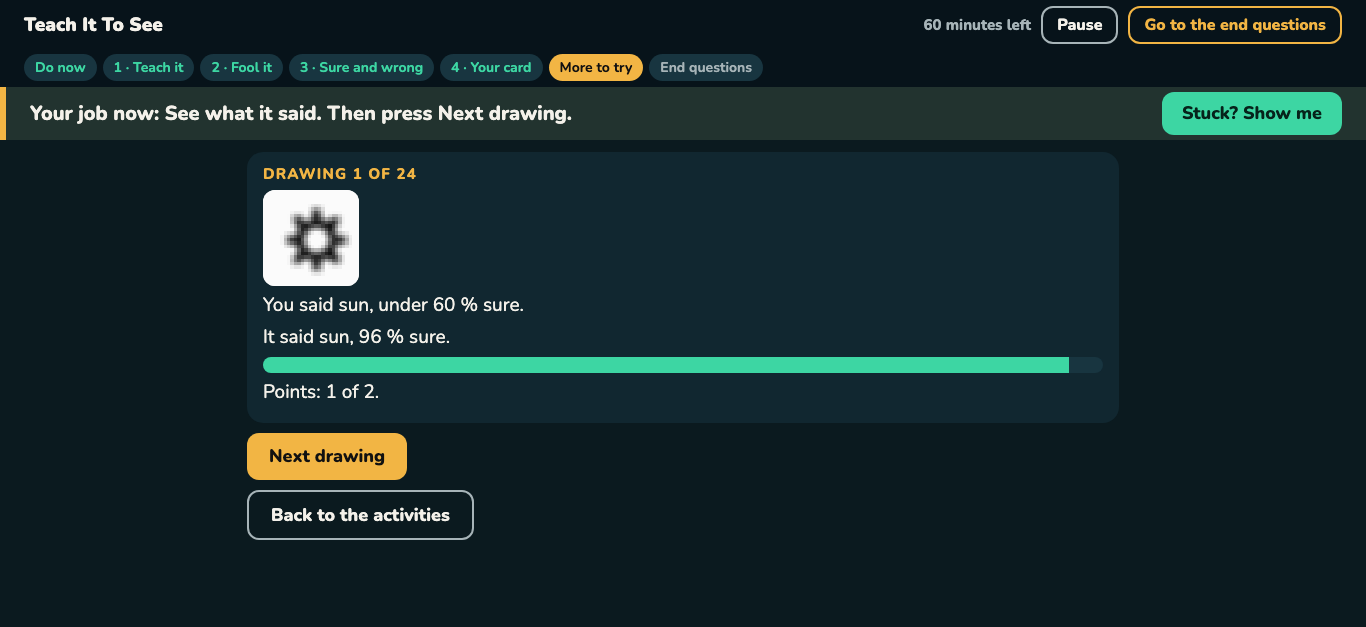 Teach It To See
60 minutes left
Pause
Go to the end questions
Do now
1 · Teach it
2 · Fool it
3 · Sure and wrong
4 · Your card
More to try
End questions
Your job now: See what it said. Then press Next drawing.
Stuck? Show me
DRAWING 1 OF 24
You said sun, under 60 % sure.
It said sun, 96 % sure.
Points: 1 of 2.
Next drawing
Back to the activities